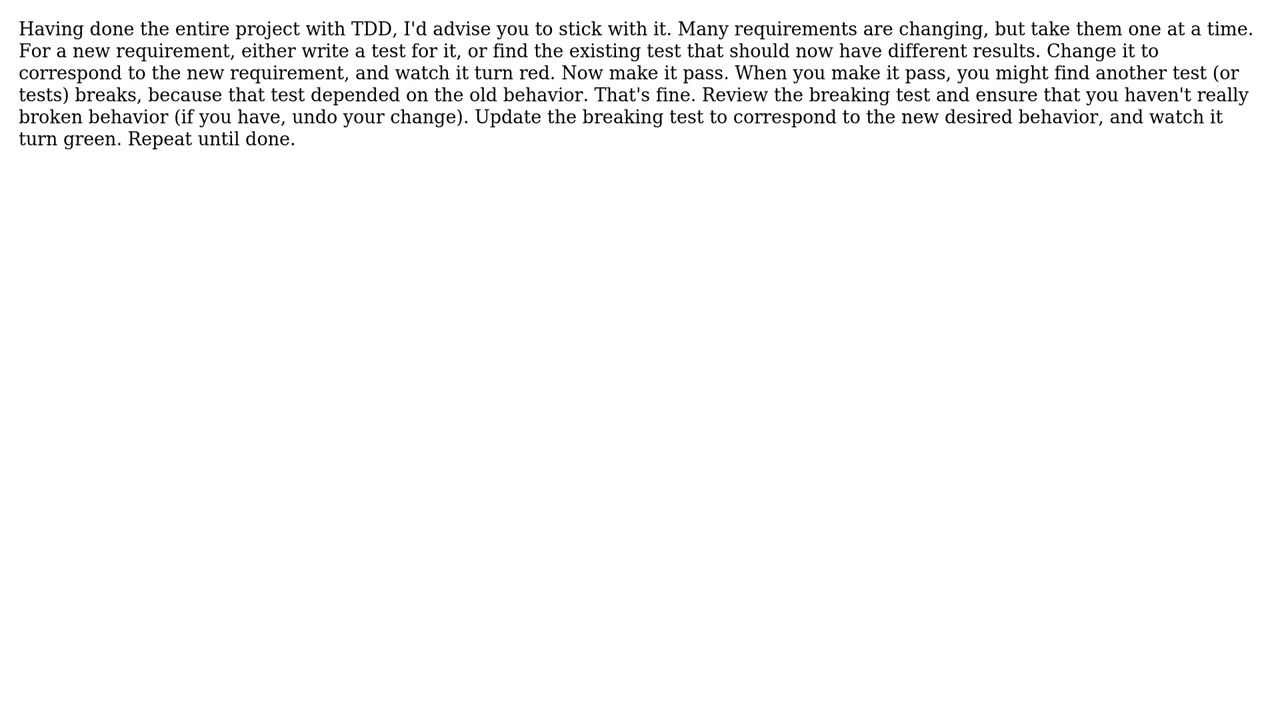 Having done the entire project with TDD, I'd advise you to stick with it. Many requirements are changing, but take them one at a time.
For a new requirement, either write a test for it, or find the existing test that should now have different results. Change it to
correspond to the new requirement, and watch it turn red. Now make it pass. When you make it pass, you might find another test (or
tests) breaks, because that test depended on the old behavior. That's fine. Review the breaking test and ensure that you haven't really
broken behavior (if you have, undo your change). Update the breaking test to correspond to the new desired behavior, and watch it
turn green. Repeat until done.